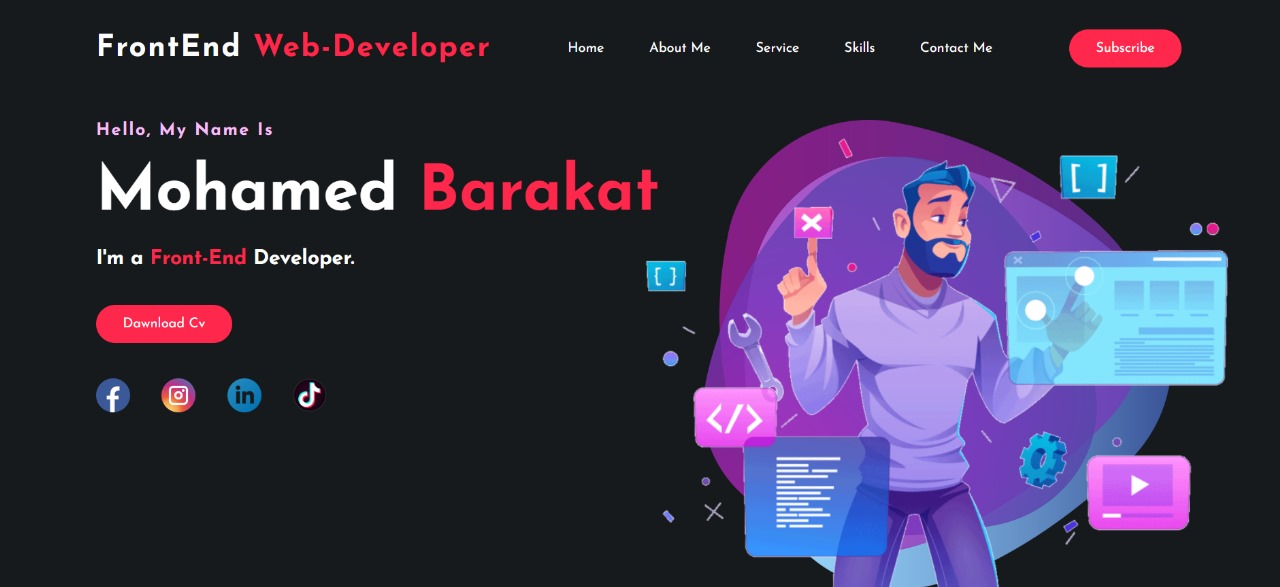 FrontEnd Web-Developer
Home About Me Service Skills Contact Me Subscribe
Hello, My Name Is
Mohamed Barakat
I'm a Front-End Developer.
Dawnload Cv
[ ]
{ }
</>